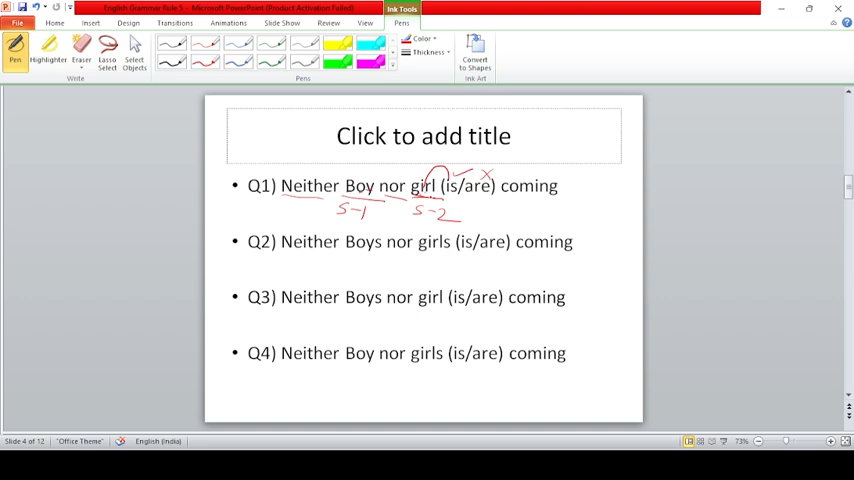 English Grammar Rule 5 - Microsoft PowerPoint (Product Activation Failed)
Ink Tools
File
Home
Insert
Design
Transitions
Animations
Slide Show
Review
View
Pens
Pen
Highlighter
Eraser
Lasso Select
Select Objects
Color
Thickness
Convert to Shapes
Write
Pens
Ink Art
Click to add title
• Q1) Neither Boy nor girl (is/are) coming
S-1 S-2
• Q2) Neither Boys nor girls (is/are) coming
• Q3) Neither Boys nor girl (is/are) coming
• Q4) Neither Boy nor girls (is/are) coming
Slide 4 of 12
"Office Theme"
English (India)
73%